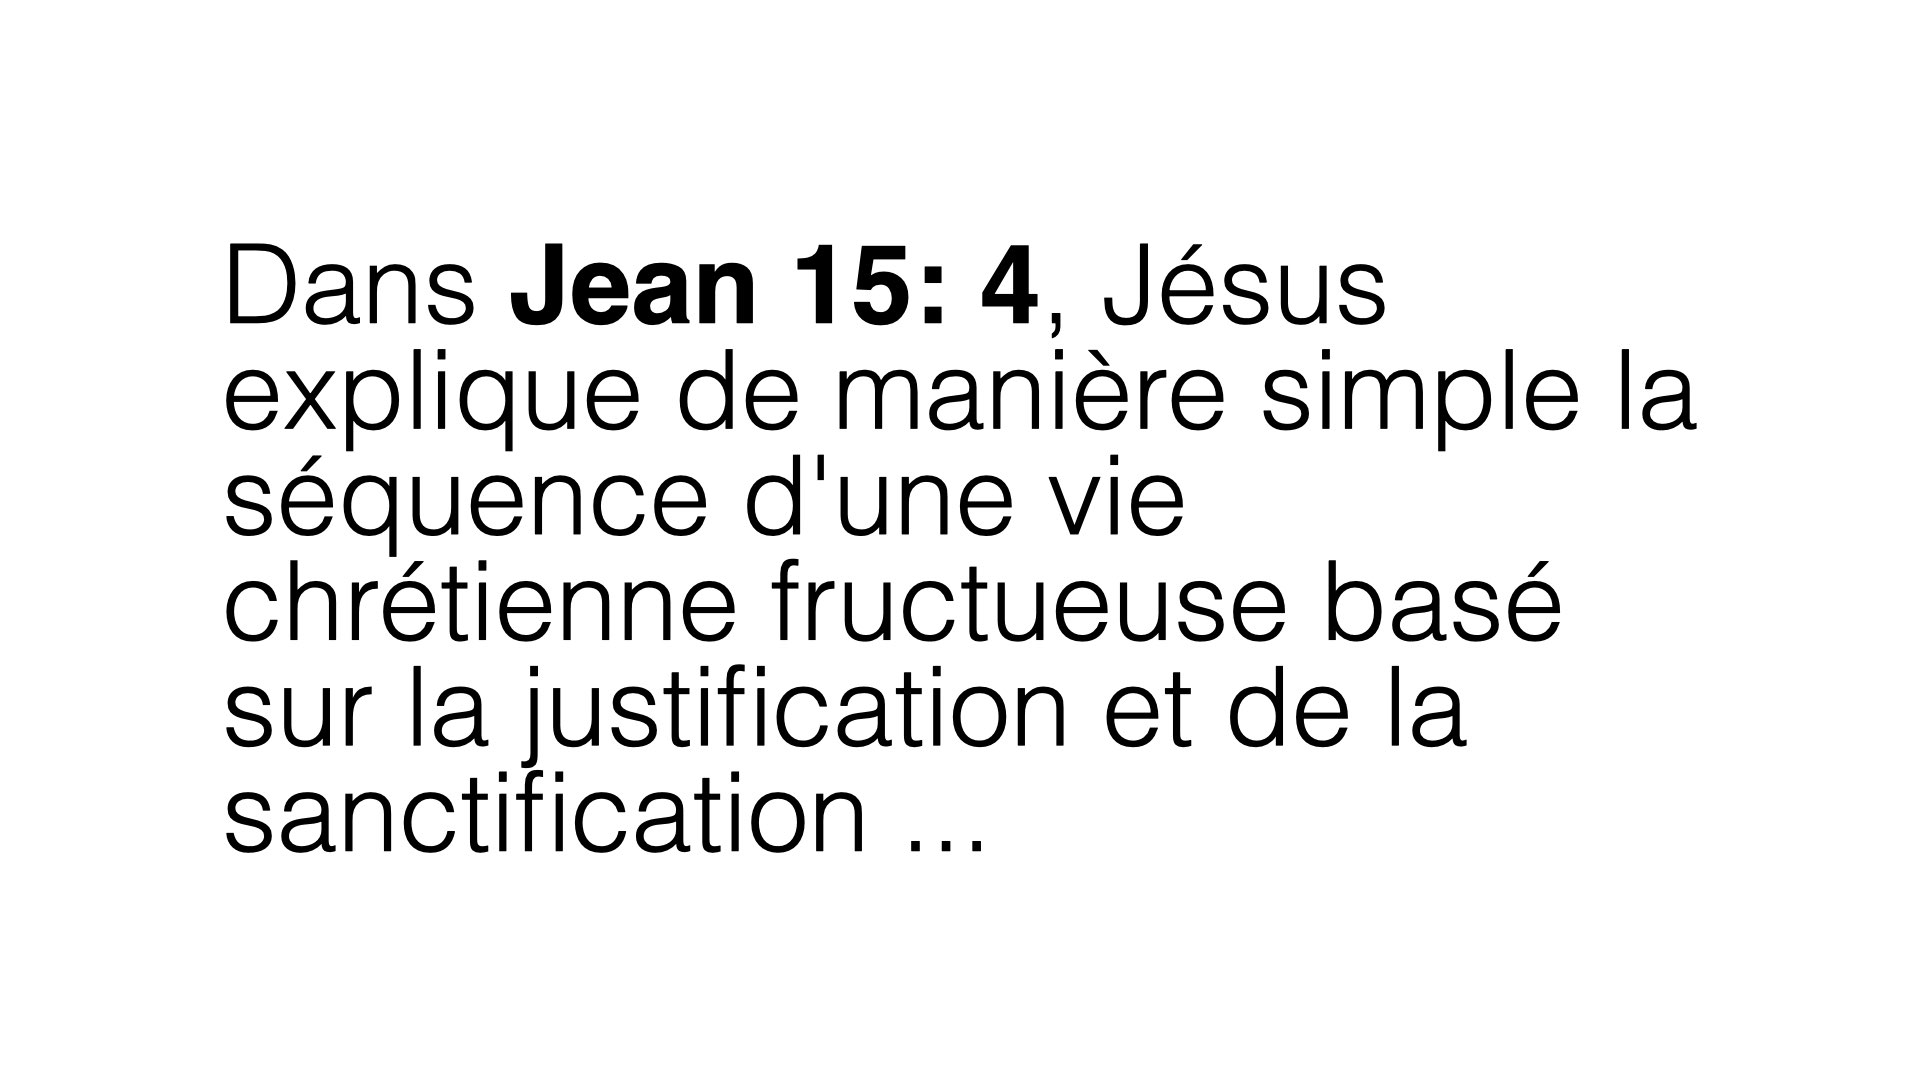 Dans Jean 15: 4, Jésus
explique de manière simple la
séquence d'une vie
chrétienne fructueuse basé
sur la justification et de la
sanctification ...